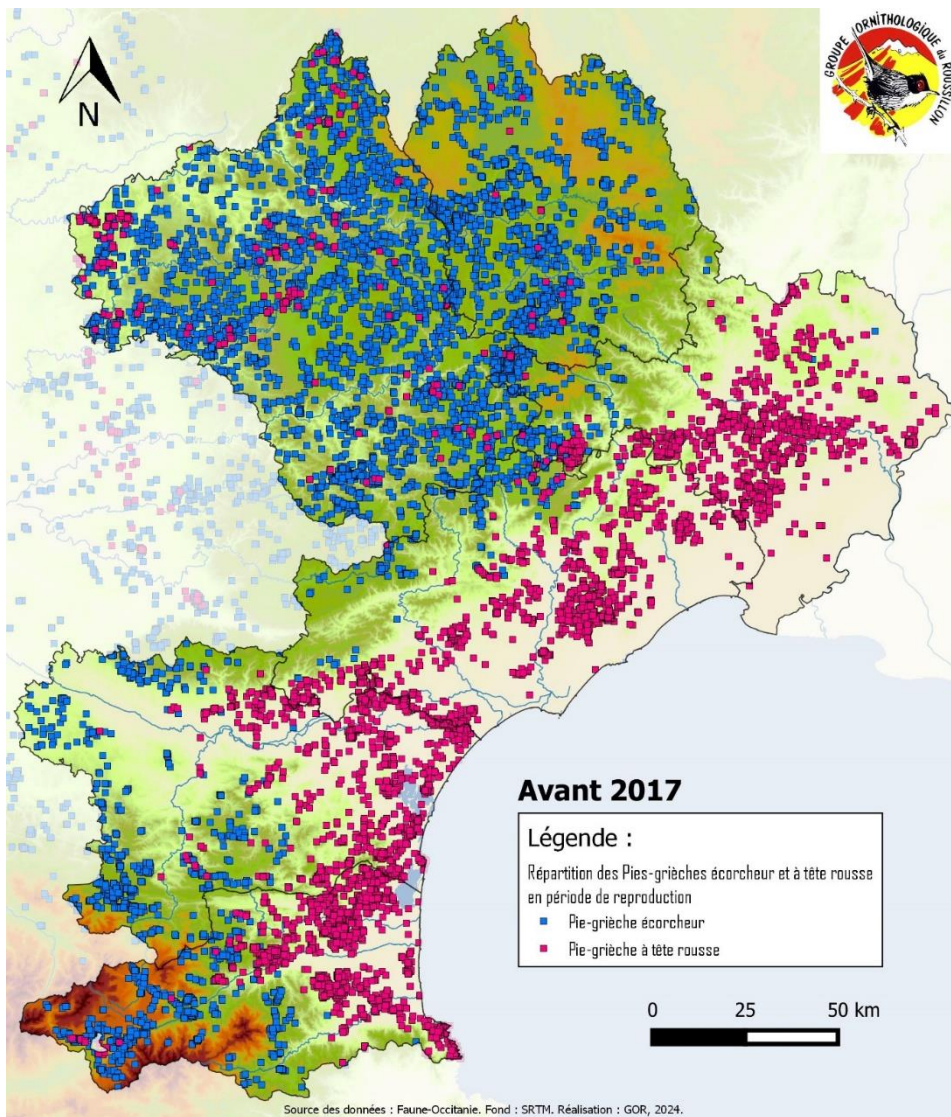 GROUPE ORNITHOLOGIQUE du ROUSSILLON
N
Avant 2017
Légende :
Répartition des Pies-grièches écorcheur et à tête rousse
en période de reproduction
Pie-grièche écorcheur
Pie-grièche à tête rousse
0 25 50 km
Source des données : Faune-Occitanie. Fond : SRTM. Réalisation : GOR, 2024.